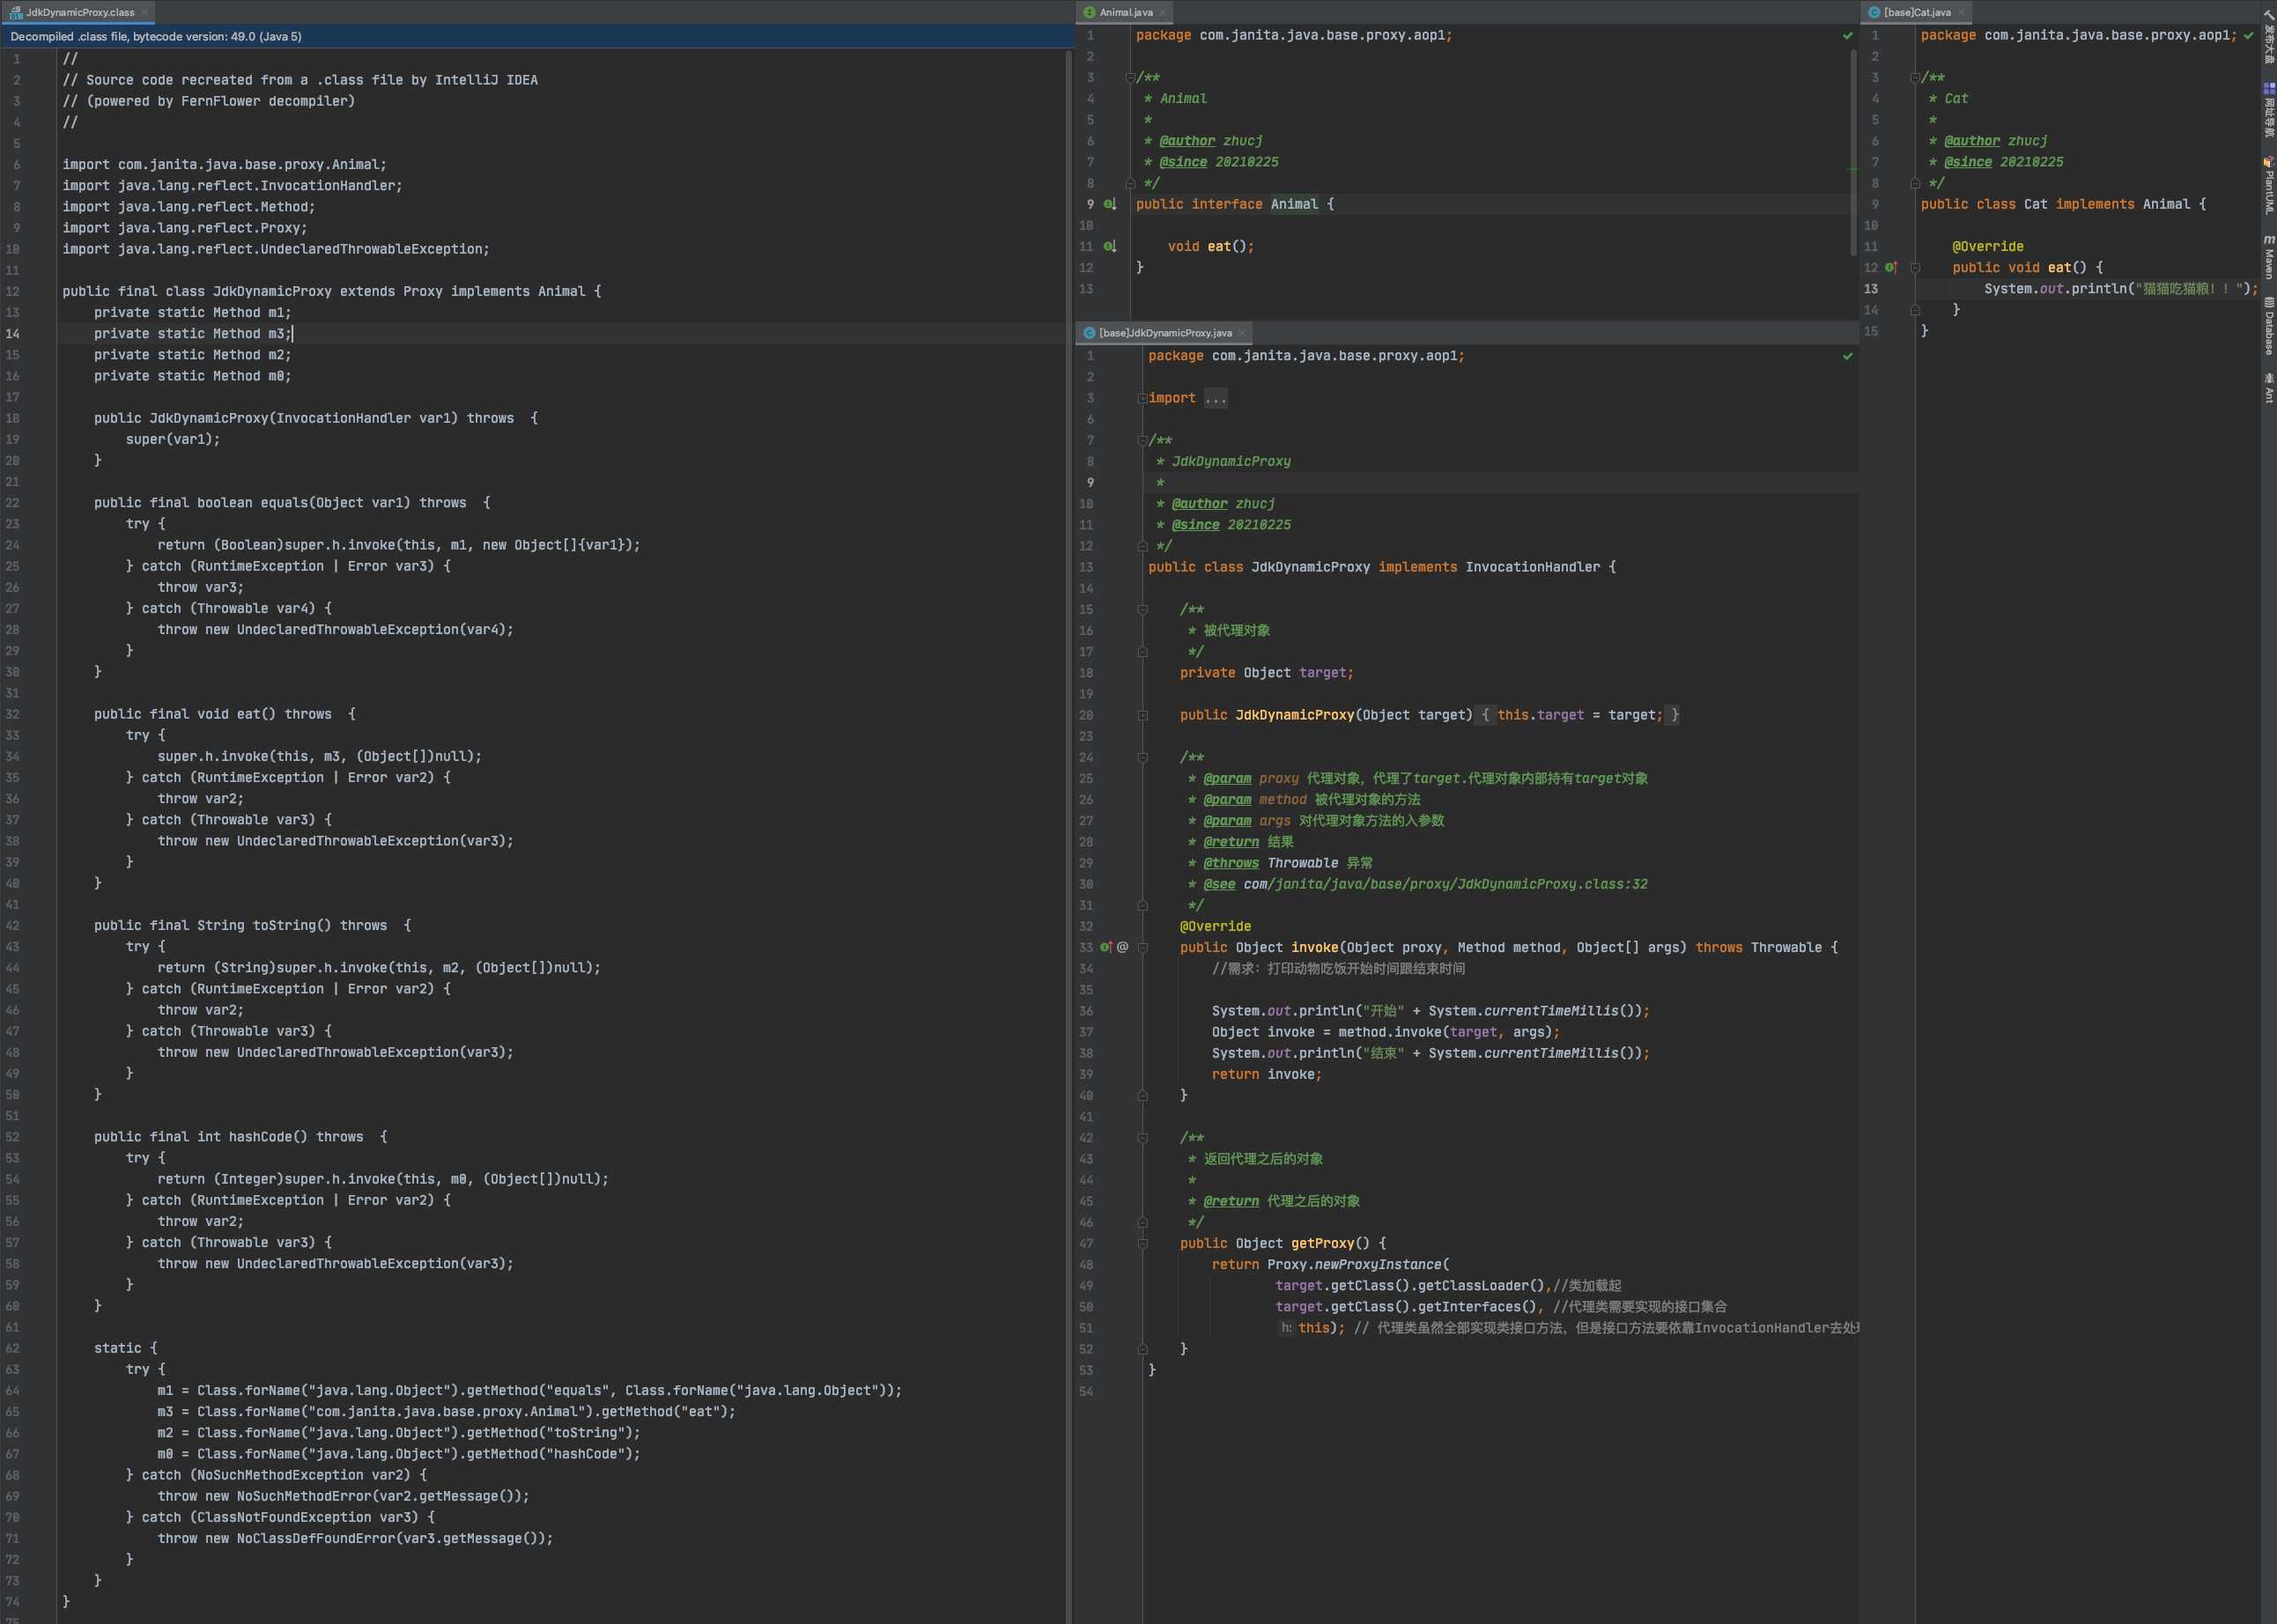 JdkDynamicProxy.class
Decompiled .class file, bytecode version: 49.0 (Java 5)
1 //
2 // Source code recreated from a .class file by IntelliJ IDEA
3 // (powered by FernFlower decompiler)
4 //
5
6 import com.janita.java.base.proxy.Animal;
7 import java.lang.reflect.InvocationHandler;
8 import java.lang.reflect.Method;
9 import java.lang.reflect.Proxy;
10 import java.lang.reflect.UndeclaredThrowableException;
11
12 public final class JdkDynamicProxy extends Proxy implements Animal {
13 private static Method m1;
14 private static Method m3;
15 private static Method m2;
16 private static Method m0;
17
18 public JdkDynamicProxy(InvocationHandler var1) throws  {
19 super(var1);
20 }
21
22 public final boolean equals(Object var1) throws  {
23 try {
24 return (Boolean)super.h.invoke(this, m1, new Object[]{var1});
25 } catch (RuntimeException | Error var3) {
26 throw var3;
27 } catch (Throwable var4) {
28 throw new UndeclaredThrowableException(var4);
29 }
30 }
31
32 public final void eat() throws  {
33 try {
34 super.h.invoke(this, m3, (Object[])null);
35 } catch (RuntimeException | Error var2) {
36 throw var2;
37 } catch (Throwable var3) {
38 throw new UndeclaredThrowableException(var3);
39 }
40 }
41
42 public final String toString() throws  {
43 try {
44 return (String)super.h.invoke(this, m2, (Object[])null);
45 } catch (RuntimeException | Error var2) {
46 throw var2;
47 } catch (Throwable var3) {
48 throw new UndeclaredThrowableException(var3);
49 }
50 }
51
52 public final int hashCode() throws  {
53 try {
54 return (Integer)super.h.invoke(this, m0, (Object[])null);
55 } catch (RuntimeException | Error var2) {
56 throw var2;
57 } catch (Throwable var3) {
58 throw new UndeclaredThrowableException(var3);
59 }
60 }
61
62 static {
63 try {
64 m1 = Class.forName("java.lang.Object").getMethod("equals", Class.forName("java.lang.Object"));
65 m3 = Class.forName("com.janita.java.base.proxy.Animal").getMethod("eat");
66 m2 = Class.forName("java.lang.Object").getMethod("toString");
67 m0 = Class.forName("java.lang.Object").getMethod("hashCode");
68 } catch (NoSuchMethodException var2) {
69 throw new NoSuchMethodError(var2.getMessage());
70 } catch (ClassNotFoundException var3) {
71 throw new NoClassDefFoundError(var3.getMessage());
72 }
73 }
74 }
75
Animal.java
1 package com.janita.java.base.proxy.aop1;
2
3 /**
4 * Animal
5 *
6 * @author zhucj
7 * @since 20210225
8 */
9 public interface Animal {
10
11 void eat();
12 }
13
[base]JdkDynamicProxy.java
1 package com.janita.java.base.proxy.aop1;
2
3 import ...
6
7 /**
8 * JdkDynamicProxy
9 *
10 * @author zhucj
11 * @since 20210225
12 */
13 public class JdkDynamicProxy implements InvocationHandler {
14
15 /**
16 * 被代理对象
17 */
18 private Object target;
19
20 public JdkDynamicProxy(Object target) { this.target = target; }
23
24 /**
25 * @param proxy 代理对象，代理了target.代理对象内部持有target对象
26 * @param method 被代理对象的方法
27 * @param args 对代理对象方法的入参数
28 * @return 结果
29 * @throws Throwable 异常
30 * @see com/janita/java/base/proxy/JdkDynamicProxy.class:32
31 */
32 @Override
33 @ public Object invoke(Object proxy, Method method, Object[] args) throws Throwable {
34 //需求：打印动物吃饭开始时间跟结束时间
35
36 System.out.println("开始" + System.currentTimeMillis());
37 Object invoke = method.invoke(target, args);
38 System.out.println("结束" + System.currentTimeMillis());
39 return invoke;
40 }
41
42 /**
43 * 返回代理之后的对象
44 *
45 * @return 代理之后的对象
46 */
47 public Object getProxy() {
48 return Proxy.newProxyInstance(
49 target.getClass().getClassLoader(),//类加载起
50 target.getClass().getInterfaces(), //代理类需要实现的接口集合
51 h: this); // 代理类虽然全部实现类接口方法，但是接口方法要依靠InvocationHandler去处理
52 }
53 }
54
[base]Cat.java
1 package com.janita.java.base.proxy.aop1;
2
3 /**
4 * Cat
5 *
6 * @author zhucj
7 * @since 20210225
8 */
9 public class Cat implements Animal {
10
11 @Override
12 public void eat() {
13 System.out.println("猫猫吃猫粮！！");
14 }
15 }
发布大盘
网址导航
PlantUML
m Maven
Database
Ant